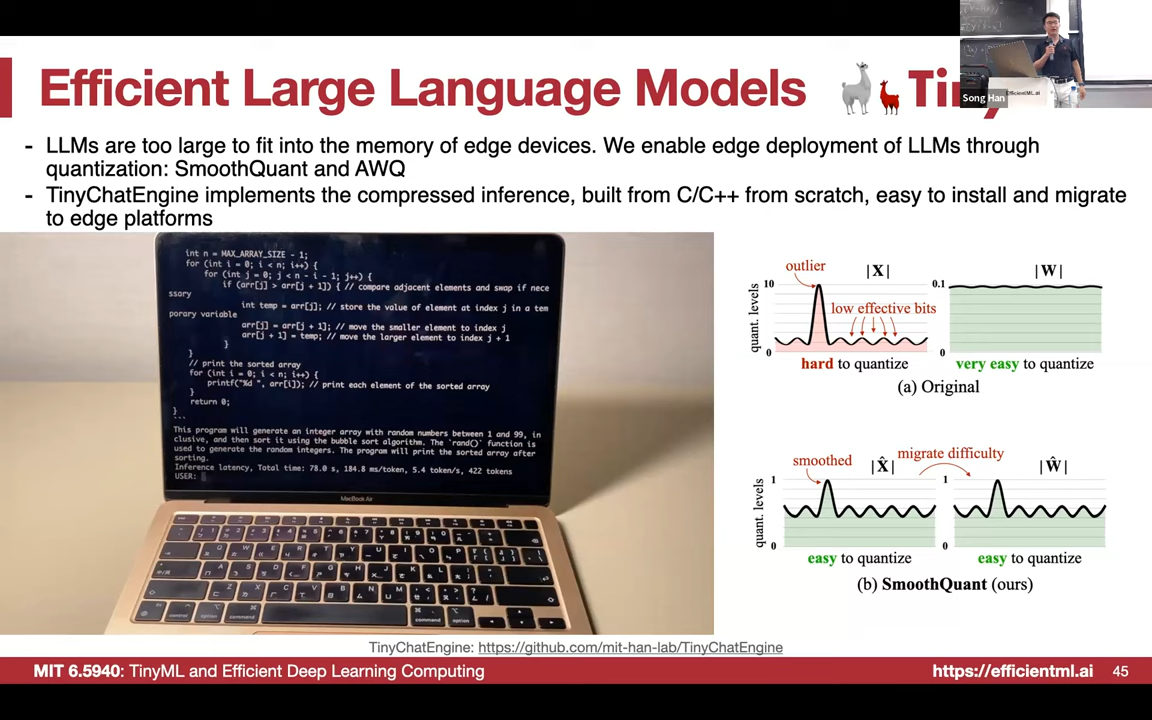 Efficient Large Language Models
Song Han
EfficientML.ai
- LLMs are too large to fit into the memory of edge devices. We enable edge deployment of LLMs through
quantization: SmoothQuant and AWQ
- TinyChatEngine implements the compressed inference, built from C/C++ from scratch, easy to install and migrate
to edge platforms
int n = MAX_ARRAY_SIZE - 1;
for (int i = 0; i < n; i++) {
for (int j = 0; j < n - i - 1; j++) {
if (arr[j] > arr[j + 1]) { // compare adjacent elements and swap if nece
ssary
int temp = arr[j]; // store the value of element at index j in a tem
porary variable
arr[j] = arr[j + 1]; // move the smaller element to index j
arr[j + 1] = temp; // move the larger element to index j + 1
}
}
}
// print the sorted array
for (int i = 0; i < n; i++) {
printf("%d ", arr[i]); // print each element of the sorted array
}
return 0;
}
```
This program will generate an integer array with random numbers between 1 and 99, in
clusive, and then sort it using the bubble sort algorithm. The `rand()` function is
used to generate the random integers. The program will print the sorted array after
sorting.
Inference latency, Total time: 78.0 s, 184.8 ms/token, 5.4 token/s, 422 tokens
USER:
MacBook Air
outlier
|X|
|W|
10
0.1
quant. levels
low effective bits
0
0
hard to quantize
very easy to quantize
(a) Original
smoothed
|X̂|
migrate difficulty
|Ŵ|
1
1
quant. levels
0
0
easy to quantize
easy to quantize
(b) SmoothQuant (ours)
TinyChatEngine: https://github.com/mit-han-lab/TinyChatEngine
MIT 6.5940: TinyML and Efficient Deep Learning Computing
https://efficientml.ai
45